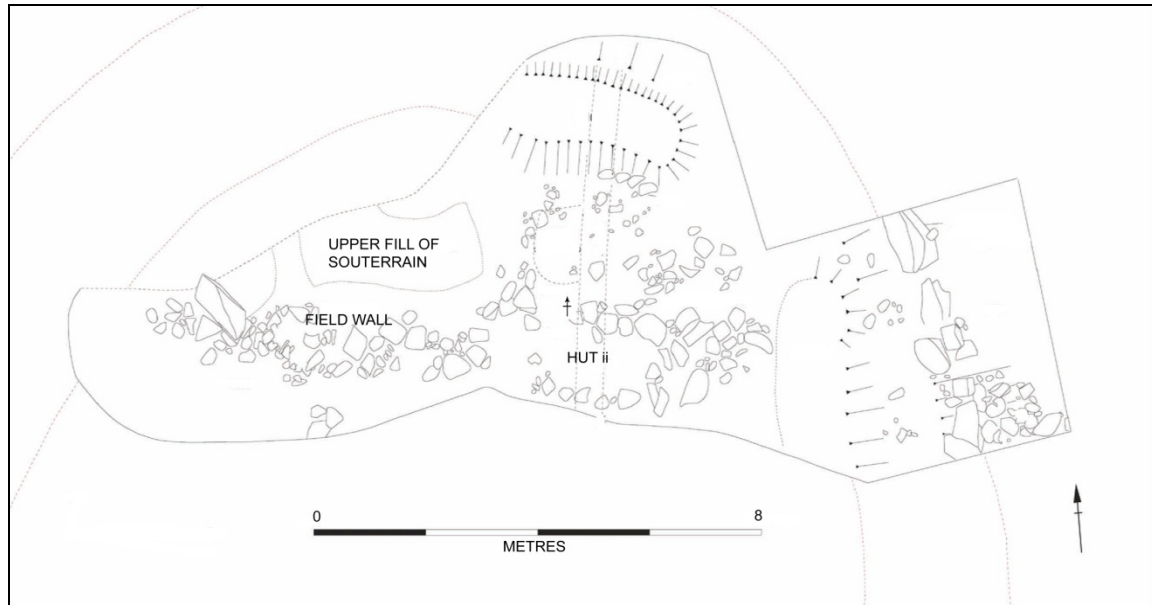 UPPER FILL OF
SOUTERRAIN
FIELD WALL
HUT ii
0 8
METRES